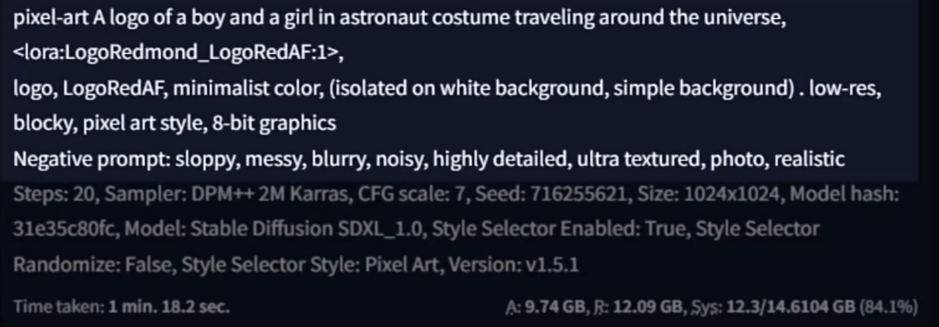 pixel-art A logo of a boy and a girl in astronaut costume traveling around the universe,
<lora:LogoRedmond_LogoRedAF:1>,
logo, LogoRedAF, minimalist color, (isolated on white background, simple background) . low-res,
blocky, pixel art style, 8-bit graphics
Negative prompt: sloppy, messy, blurry, noisy, highly detailed, ultra textured, photo, realistic
Steps: 20, Sampler: DPM++ 2M Karras, CFG scale: 7, Seed: 716255621, Size: 1024x1024, Model hash:
31e35c80fc, Model: Stable Diffusion SDXL_1.0, Style Selector Enabled: True, Style Selector
Randomize: False, Style Selector Style: Pixel Art, Version: v1.5.1
Time taken: 1 min. 18.2 sec. A: 9.74 GB, R: 12.09 GB, Sys: 12.3/14.6104 GB (84.1%)